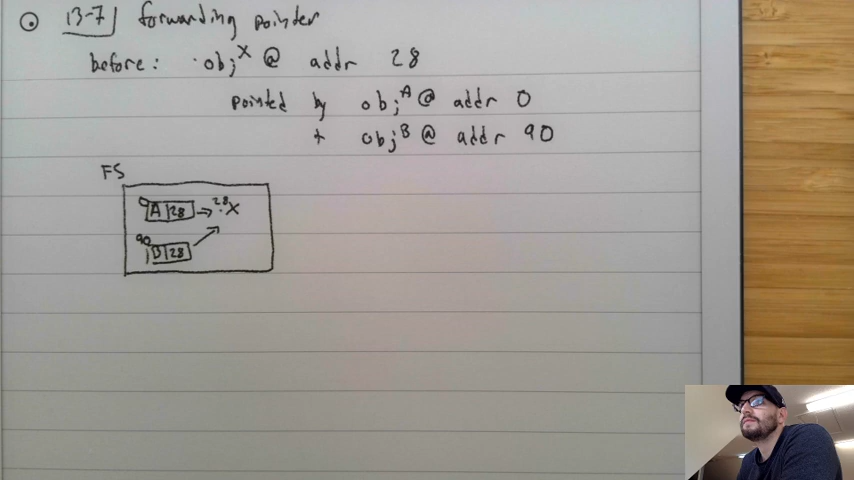 ⊙ 13-7] forwarding pointer
before: obj^X @ addr 28
pointed by obj^A @ addr 0
+ obj^B @ addr 90
FS
0 A|28 → 28 X
90 B|28